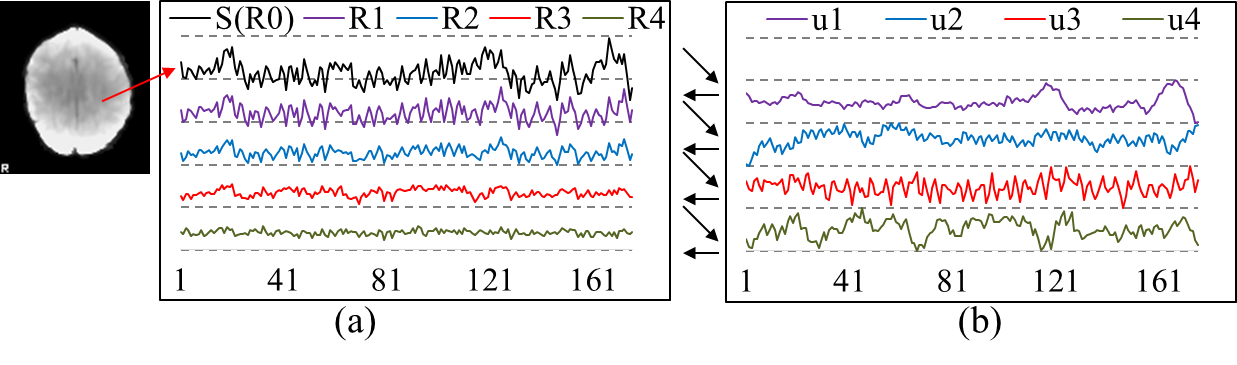 S(R0) R1 R2 R3 R4
1 41 81 121 161
(a)
u1 u2 u3 u4
1 41 81 121 161
(b)
R